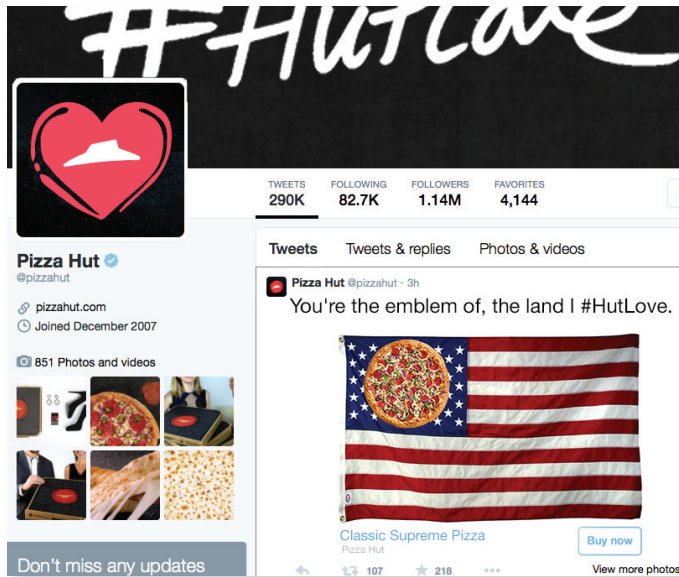 #HutLove
TWEETS FOLLOWING FOLLOWERS FAVORITES
290K 82.7K 1.14M 4,144
Pizza Hut
@pizzahut
pizzahut.com
Joined December 2007
851 Photos and videos
Don't miss any updates
Tweets Tweets & replies Photos & videos
Pizza Hut @pizzahut · 3h
You're the emblem of, the land I #HutLove.
Classic Supreme Pizza
Pizza Hut
Buy now
107 218
View more photos